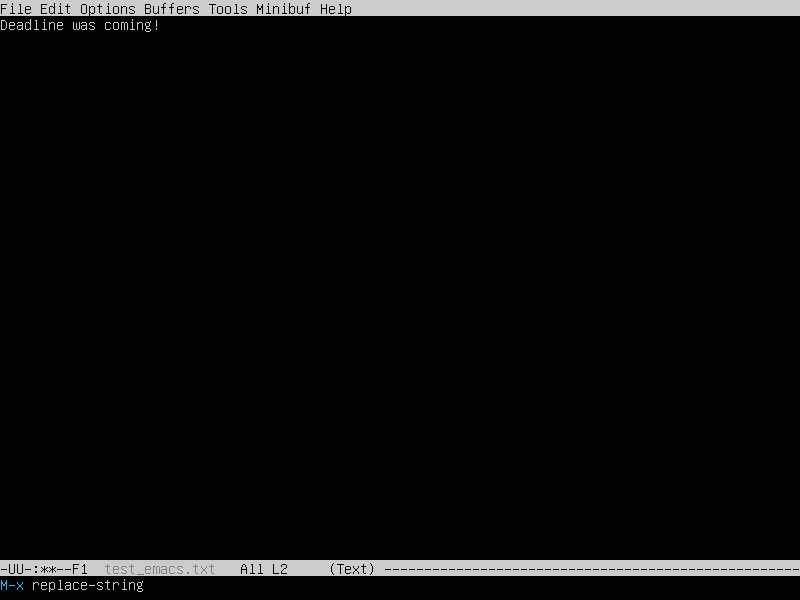 File Edit Options Buffers Tools Minibuf Help
Deadline was coming!
-UU-:**--F1  test_emacs.txt   All L2     (Text) ----------------------------------------------------
M-x replace-string